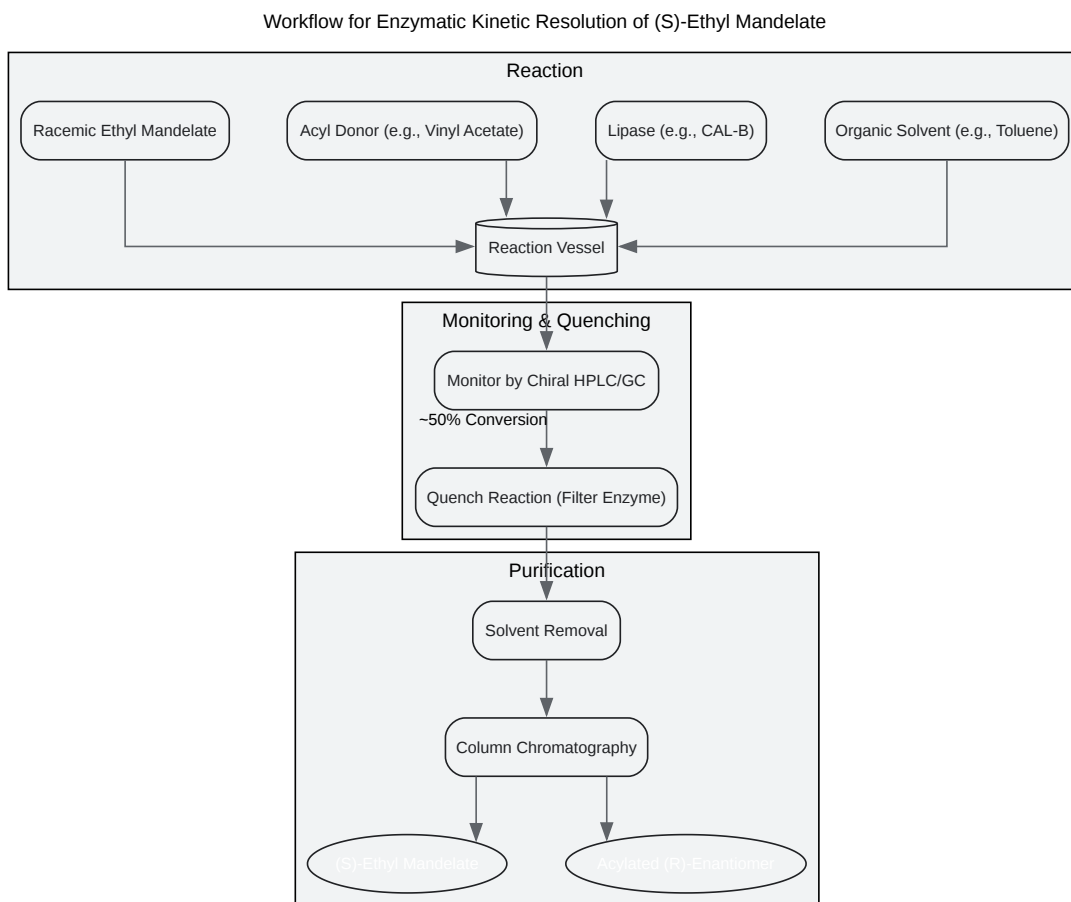 Workflow for Enzymatic Kinetic Resolution of (S)-Ethyl Mandelate
Reaction
Racemic Ethyl Mandelate
Acyl Donor (e.g., Vinyl Acetate)
Lipase (e.g., CAL-B)
Organic Solvent (e.g., Toluene)
Reaction Vessel
Monitoring & Quenching
Monitor by Chiral HPLC/GC
~50% Conversion
Quench Reaction (Filter Enzyme)
Purification
Solvent Removal
Column Chromatography
(S)-Ethyl Mandelate
Acylated (R)-Enantiomer